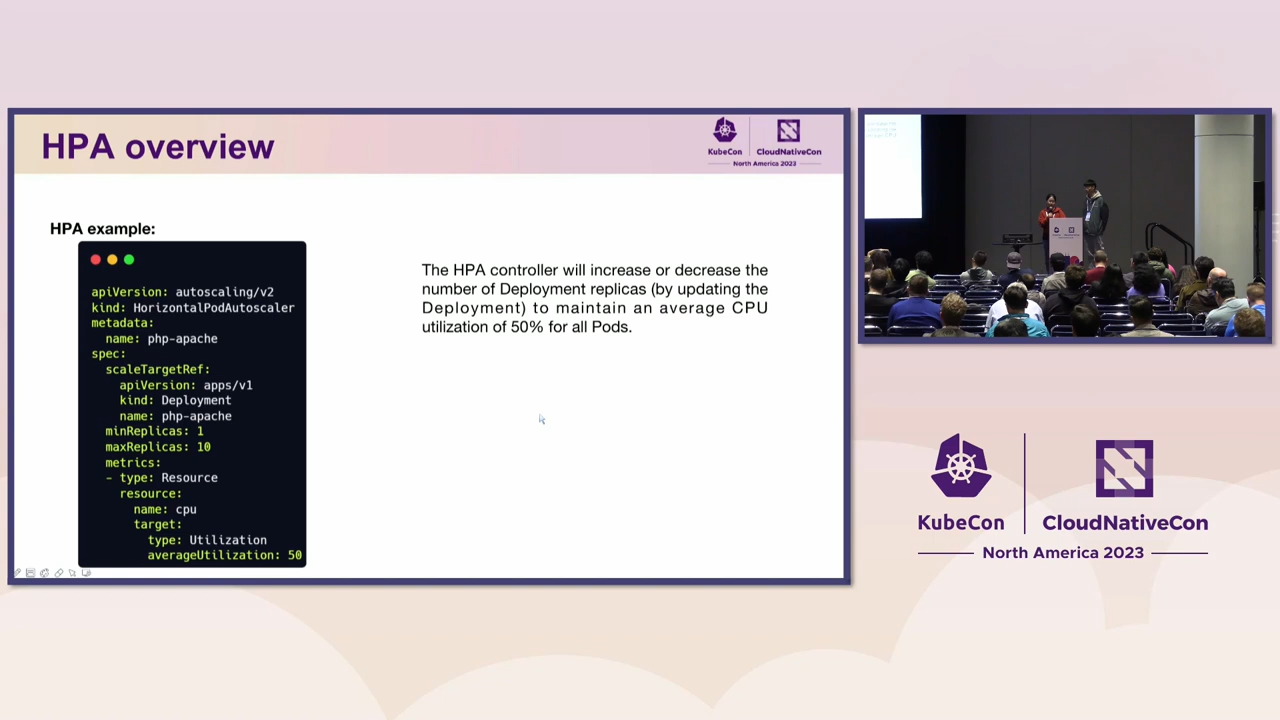 HPA overview
KubeCon
CloudNativeCon
North America 2023
HPA example:
apiVersion: autoscaling/v2
kind: HorizontalPodAutoscaler
metadata:
  name: php-apache
spec:
  scaleTargetRef:
    apiVersion: apps/v1
    kind: Deployment
    name: php-apache
  minReplicas: 1
  maxReplicas: 10
  metrics:
  - type: Resource
    resource:
      name: cpu
      target:
        type: Utilization
        averageUtilization: 50
The HPA controller will increase or decrease the
number of Deployment replicas (by updating the
Deployment) to maintain an average CPU
utilization of 50% for all Pods.
KubeCon
CloudNativeCon
North America 2023